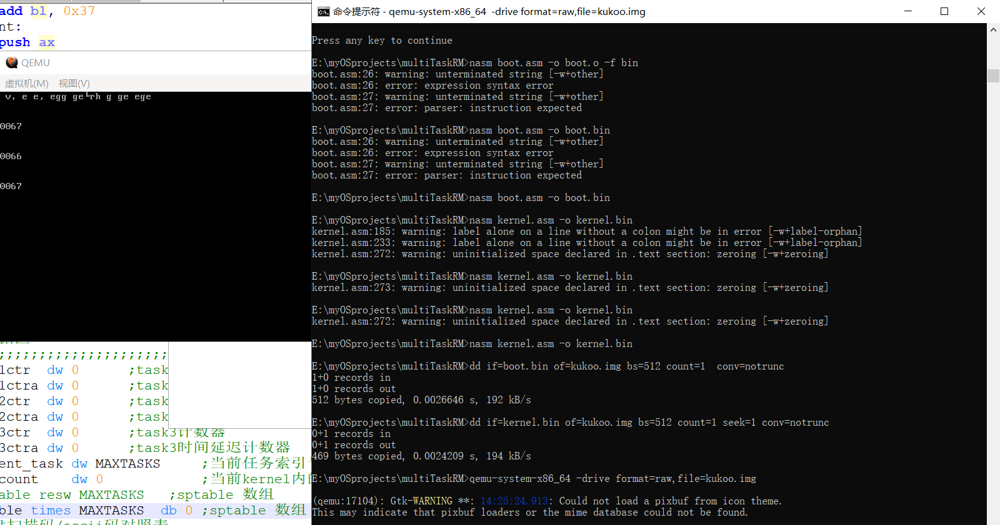 add bl, 0x37
nt:
push ax
QEMU
虚拟机(M) 视图(V)
v, e e, egg ge rh g ge ege
0067
0066
0067
;;;;;;;;;;;;;;;;;;;;;
1ctr dw 0 ;task
1ctra dw 0 ;task
2ctr dw 0 ;task
2ctra dw 0 ;task
3ctr dw 0 ;task3计数器
3ctra dw 0 ;task3时间延迟计数器
ent_task dw MAXTASKS ;当前任务索引
count dw 0 ;当前kernel内
able resw MAXTASKS ;sptable 数组
ble times MAXTASKS db 0 ;sptable 数组
扫描码/ascii码对照表
命令提示符 - qemu-system-x86_64 -drive format=raw,file=kukoo.img
Press any key to continue
E:\myOSprojects\multiTaskRM>nasm boot.asm -o boot.o -f bin
boot.asm:26: warning: unterminated string [-w+other]
boot.asm:26: error: expression syntax error
boot.asm:27: warning: unterminated string [-w+other]
boot.asm:27: error: parser: instruction expected
E:\myOSprojects\multiTaskRM>nasm boot.asm -o boot.bin
boot.asm:26: warning: unterminated string [-w+other]
boot.asm:26: error: expression syntax error
boot.asm:27: warning: unterminated string [-w+other]
boot.asm:27: error: parser: instruction expected
E:\myOSprojects\multiTaskRM>nasm boot.asm -o boot.bin
E:\myOSprojects\multiTaskRM>nasm kernel.asm -o kernel.bin
kernel.asm:185: warning: label alone on a line without a colon might be in error [-w+label-orphan]
kernel.asm:233: warning: label alone on a line without a colon might be in error [-w+label-orphan]
kernel.asm:272: warning: uninitialized space declared in .text section: zeroing [-w+zeroing]
E:\myOSprojects\multiTaskRM>nasm kernel.asm -o kernel.bin
kernel.asm:273: warning: uninitialized space declared in .text section: zeroing [-w+zeroing]
E:\myOSprojects\multiTaskRM>nasm kernel.asm -o kernel.bin
kernel.asm:272: warning: uninitialized space declared in .text section: zeroing [-w+zeroing]
E:\myOSprojects\multiTaskRM>nasm kernel.asm -o kernel.bin
E:\myOSprojects\multiTaskRM>dd if=boot.bin of=kukoo.img bs=512 count=1 conv=notrunc
1+0 records in
1+0 records out
512 bytes copied, 0.0026646 s, 192 kB/s
E:\myOSprojects\multiTaskRM>dd if=kernel.bin of=kukoo.img bs=512 count=1 seek=1 conv=notrunc
0+1 records in
0+1 records out
469 bytes copied, 0.0024209 s, 194 kB/s
E:\myOSprojects\multiTaskRM>qemu-system-x86_64 -drive format=raw,file=kukoo.img
(qemu:17104): Gtk-WARNING **: 14:25:24.913: Could not load a pixbuf from icon theme.
This may indicate that pixbuf loaders or the mime database could not be found.